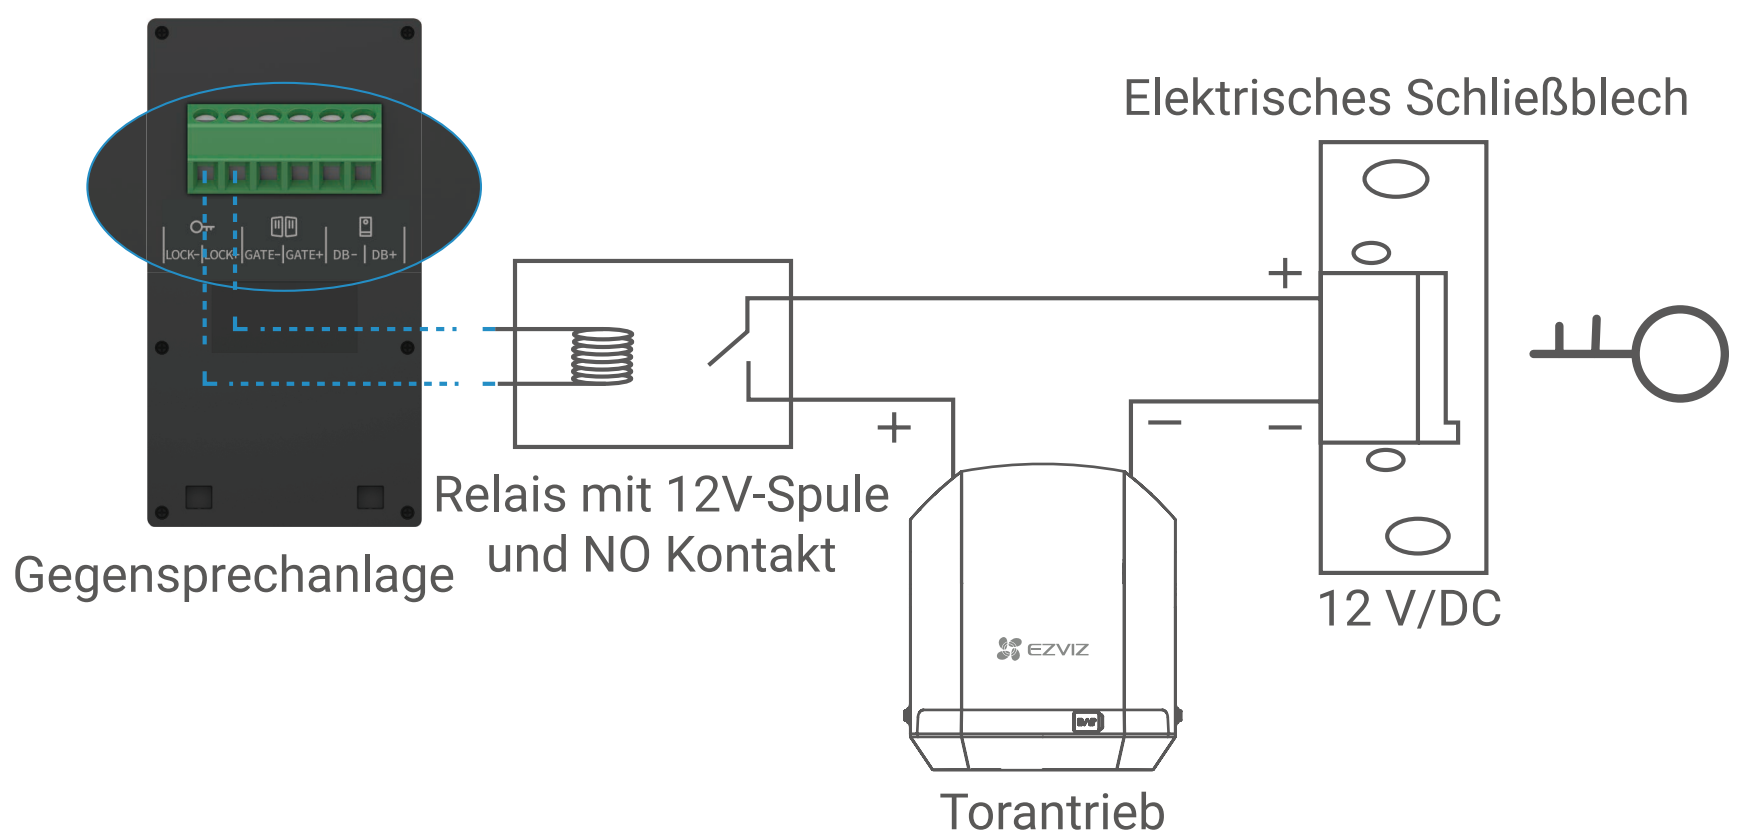 Elektrisches Schließblech
LOCK- LOCK+ GATE- GATE+ DB- DB+
+
+
−
−
Relais mit 12V-Spule
und NO Kontakt
Gegensprechanlage
12 V/DC
EZVIZ
Torantrieb